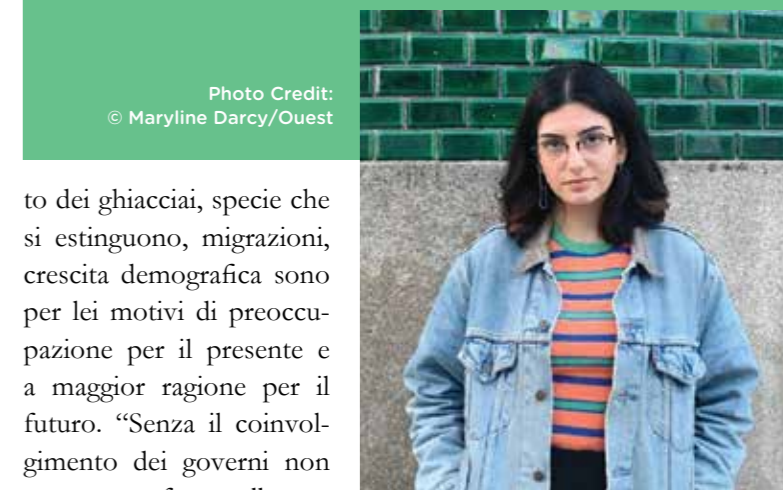 Photo Credit:
© Maryline Darcy/Ouest
to dei ghiacciai, specie che
si estinguono, migrazioni,
crescita demografica sono
per lei motivi di preoccu-
pazione per il presente e
a maggior ragione per il
futuro. “Senza il coinvol-
gimento dei governi non